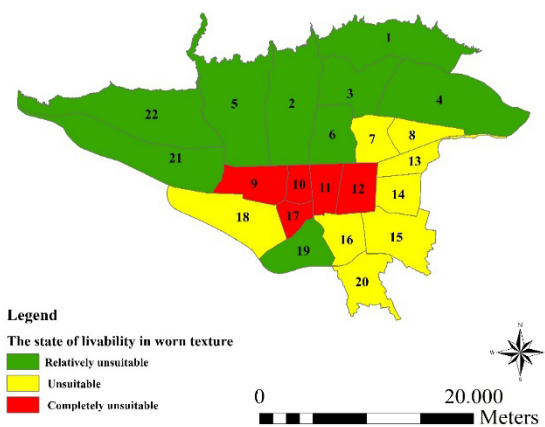 1
3
4
5
2
22
6
7
8
21
13
9
10
11
12
14
17
18
16
15
19
20
Legend
The state of livability in worn texture
Relatively unsuitable
Unsuitable
Completely unsuitable
N
W
E
S
0 20.000
Meters